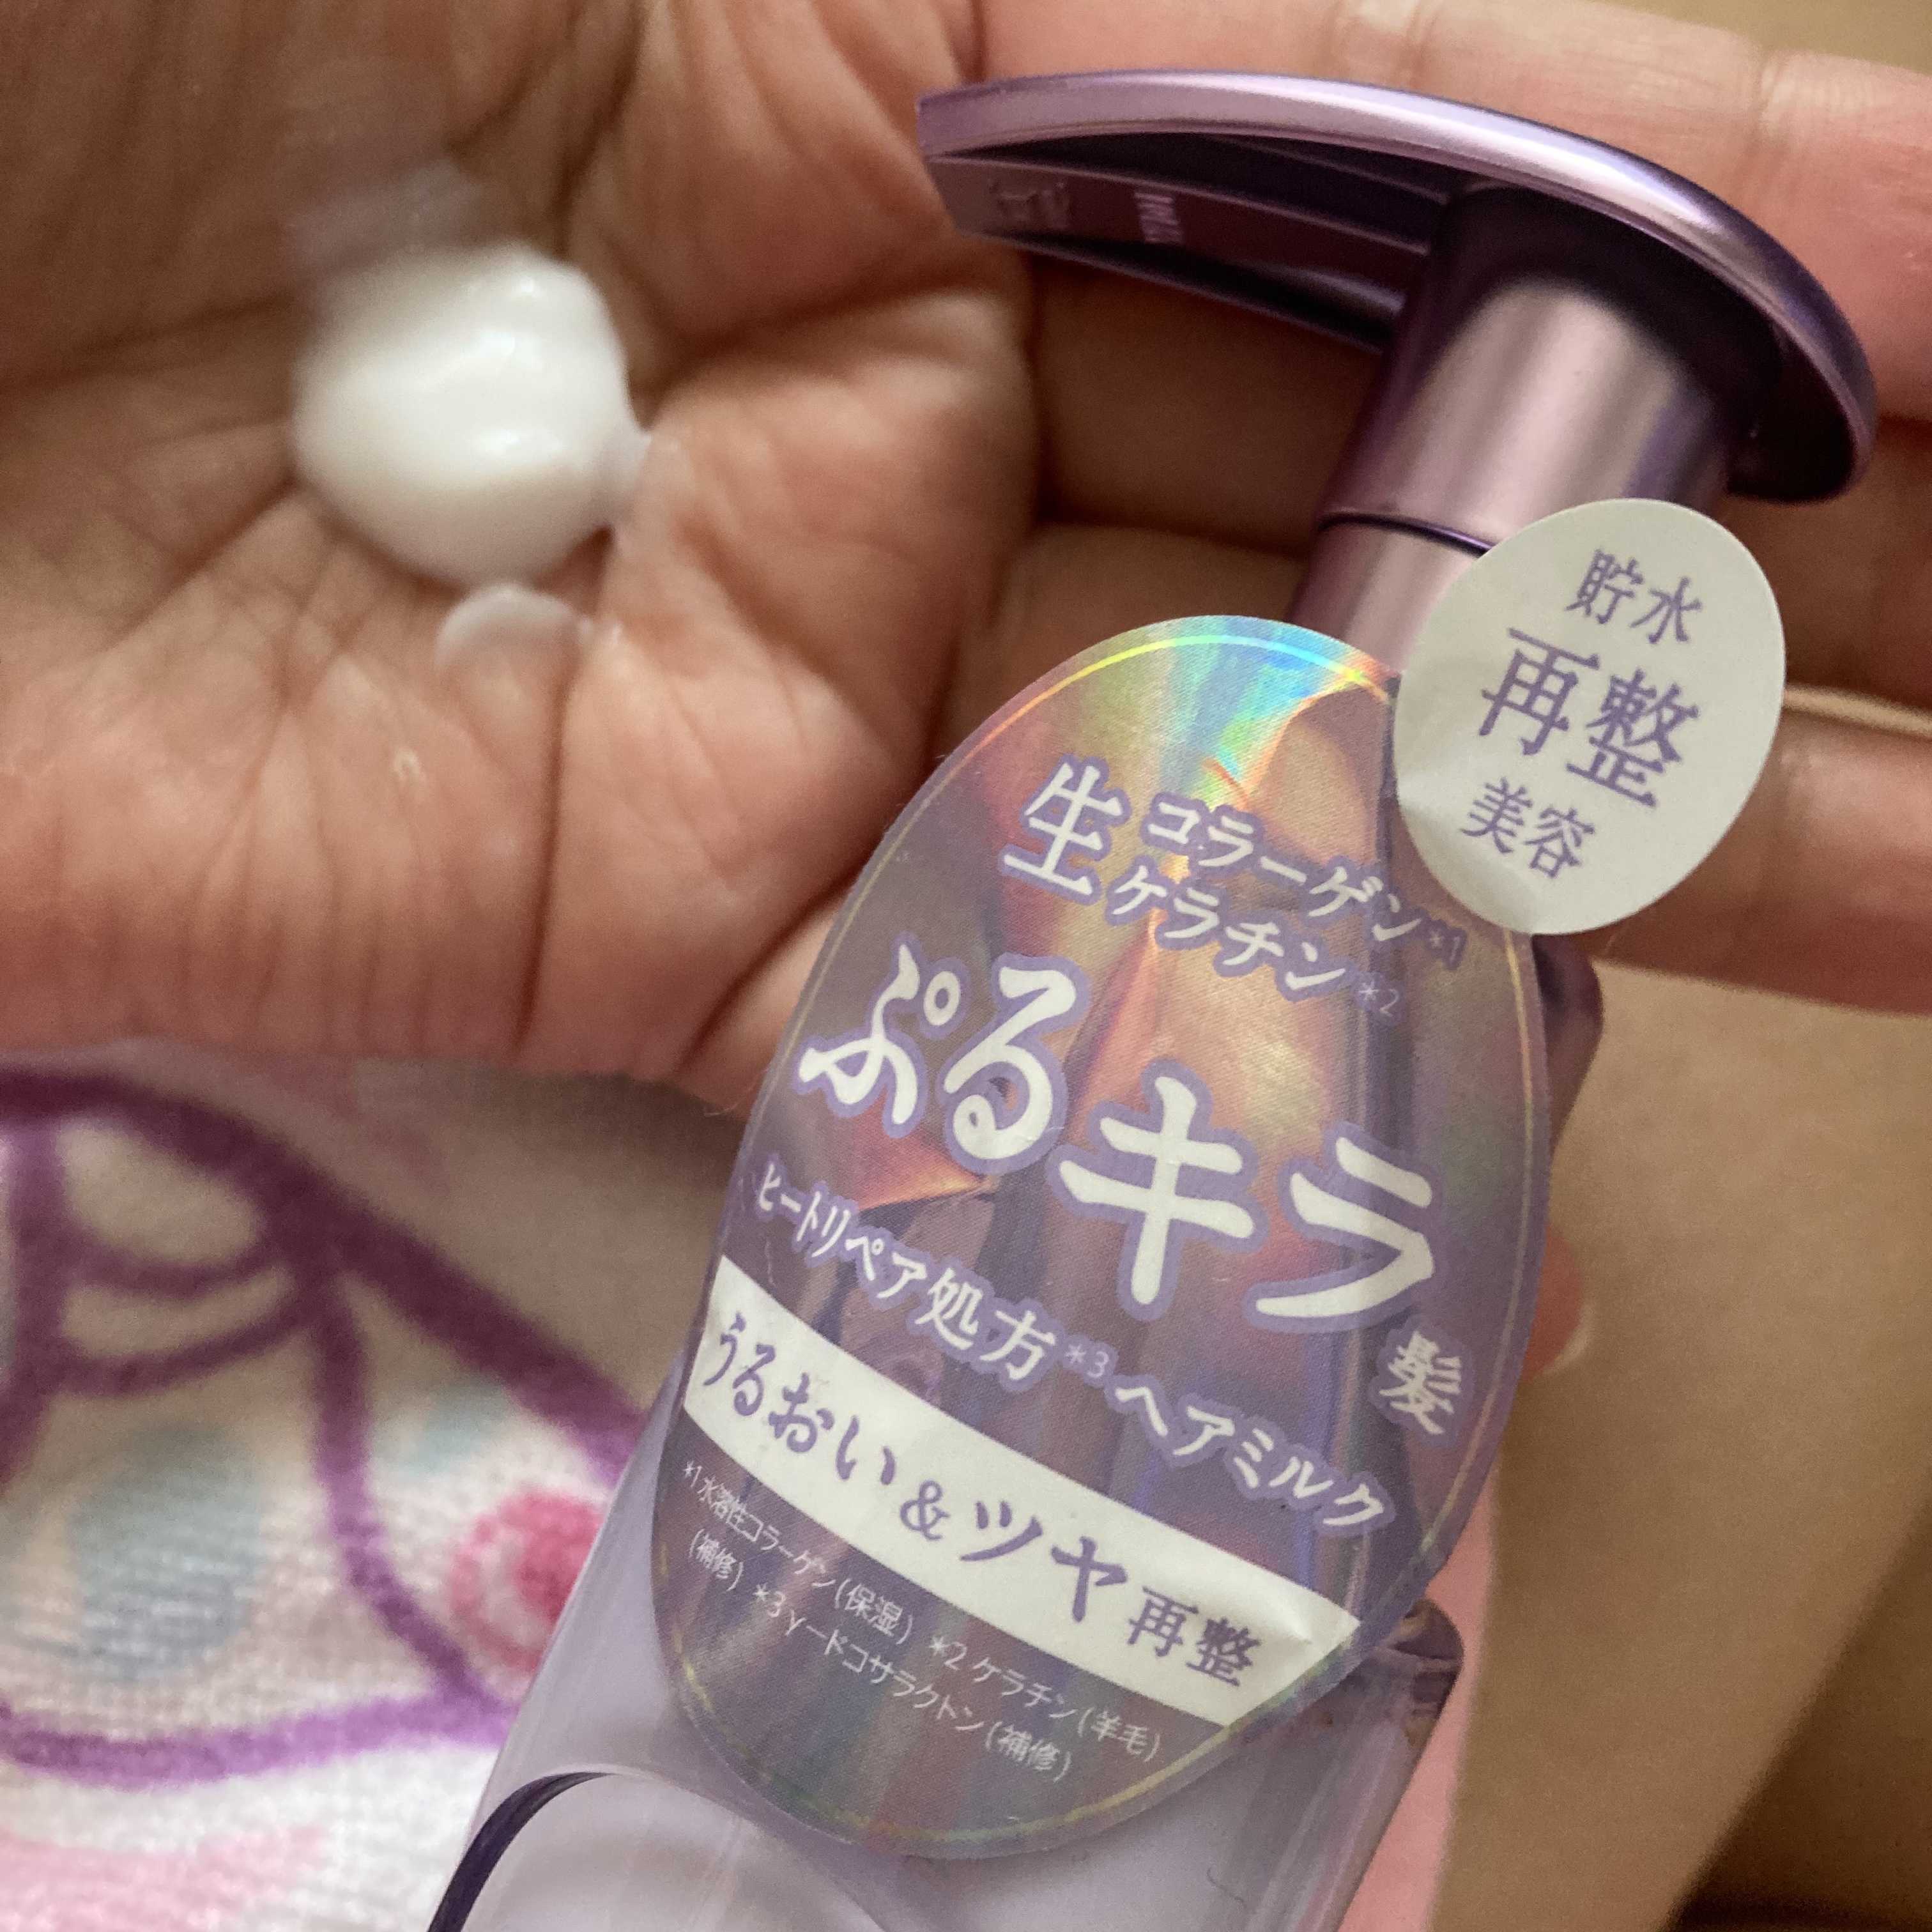 貯水
再整
美容
生コラーゲン*1
ケラチン*2
ぷるキラ髪
ヒートリペア処方*3ヘアミルク
うるおい&ツヤ再整
*1 水溶性コラーゲン(保湿) *2 ケラチン(羊毛)
(補修) *3 γ－ドコサラクトン(補修)